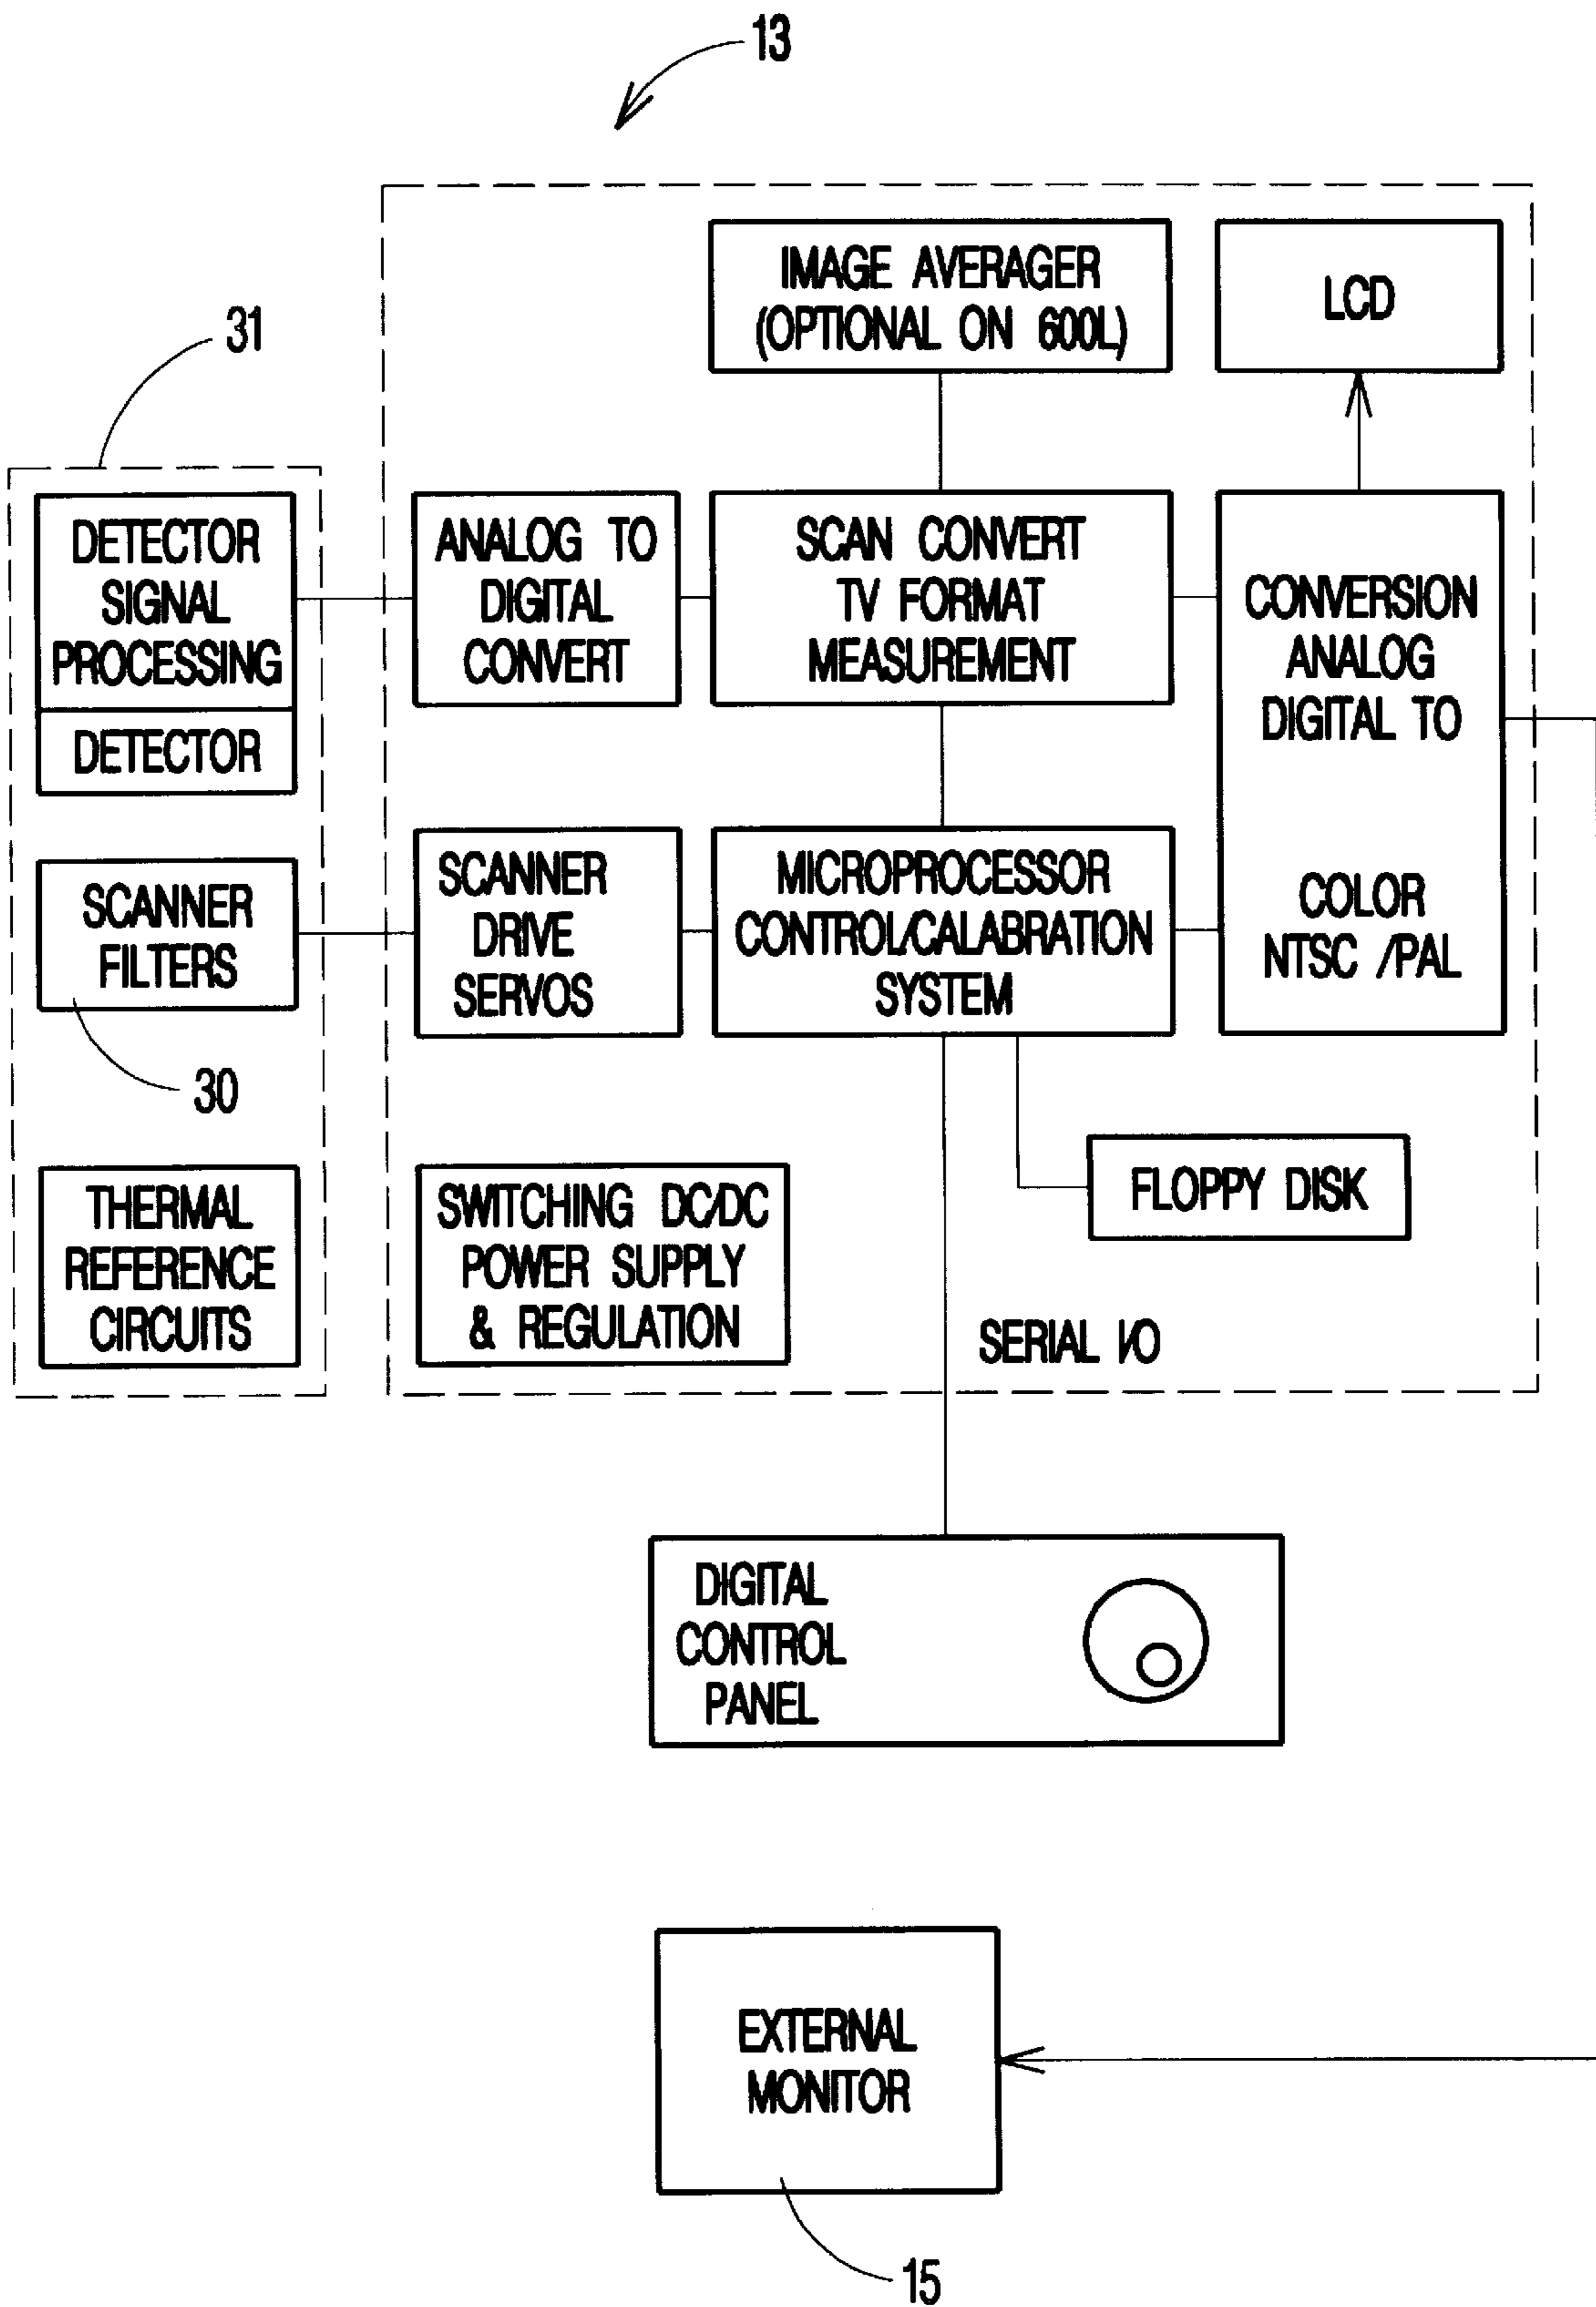 13
IMAGE AVERAGER
(OPTIONAL ON 600L)
LCD
31
DETECTOR
SIGNAL
PROCESSING
DETECTOR
ANALOG TO
DIGITAL
CONVERT
SCAN CONVERT
TV FORMAT
MEASUREMENT
CONVERSION
ANALOG
DIGITAL TO
COLOR
NTSC /PAL
SCANNER
FILTERS
30
SCANNER
DRIVE
SERVOS
MICROPROCESSOR
CONTROL/CALABRATION
SYSTEM
THERMAL
REFERENCE
CIRCUITS
SWITCHING DC/DC
POWER SUPPLY
& REGULATION
FLOPPY DISK
SERIAL I/O
DIGITAL
CONTROL
PANEL
EXTERNAL
MONITOR
15